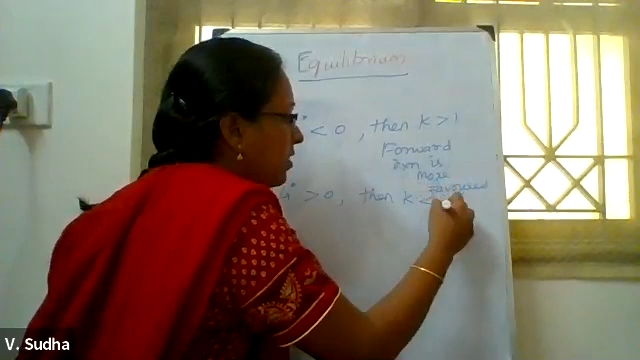 Equilibrium
° < 0, then K > 1
Forward
rxn is
more
favoured
° > 0, then K <
V. Sudha